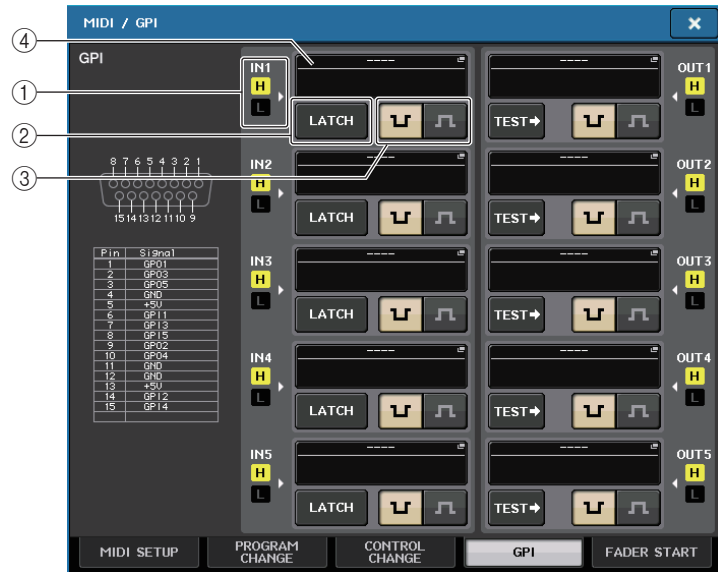 MIDI / GPI
GPI
8 7 6 5 4 3 2 1
15 14 13 12 11 10 9
Pin Signal
1 GPO1
2 GPO3
3 GPO5
4 GND
5 +5V
6 GPI1
7 GPI3
8 GPI5
9 GPO2
10 GPO4
11 GND
12 GND
13 +5V
14 GPI2
15 GPI4
④
①
②
③
IN1
H
L
----
LATCH
IN2
H
L
----
LATCH
IN3
H
L
----
LATCH
IN4
H
L
----
LATCH
IN5
H
L
----
LATCH
----
TEST
OUT1
H
L
----
TEST
OUT2
H
L
----
TEST
OUT3
H
L
----
TEST
OUT4
H
L
----
TEST
OUT5
H
L
MIDI SETUP
PROGRAM
CHANGE
CONTROL
CHANGE
GPI
FADER START